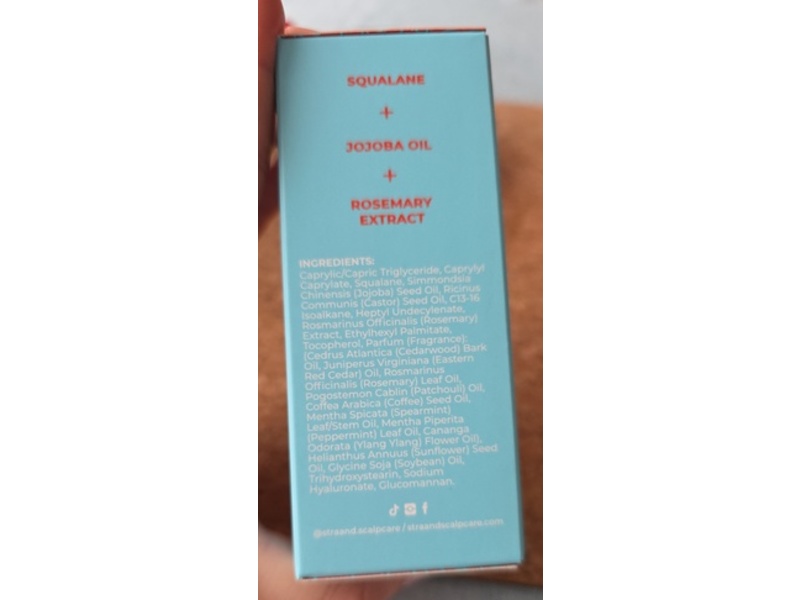 SQUALANE
+
JOJOBA OIL
+
ROSEMARY
EXTRACT
INGREDIENTS:
Caprylic/Capric Triglyceride, Caprylyl
Caprylate, Squalane, Simmondsia
Chinensis (Jojoba) Seed Oil, Ricinus
Communis (Castor) Seed Oil, C13-16
Isoalkane, Heptyl Undecylenate,
Rosmarinus Officinalis (Rosemary)
Extract, Ethylhexyl Palmitate,
Tocopherol, Parfum (Fragrance);
[Cedrus Atlantica (Cedarwood) Bark
Oil, Juniperus Virginiana (Eastern
Red Cedar) Oil, Rosmarinus
Officinalis (Rosemary) Leaf Oil,
Pogostemon Cablin (Patchouli) Oil,
Coffea Arabica (Coffee) Seed Oil,
Mentha Spicata (Spearmint)
Leaf/Stem Oil, Mentha Piperita
(Peppermint) Leaf Oil, Cananga
Odorata (Ylang Ylang) Flower Oil],
Helianthus Annuus (Sunflower) Seed
Oil, Glycine Soja (Soybean) Oil,
Trihydroxystearin, Sodium
Hyaluronate, Glucomannan.
@straand.scalpcare / straandscalpcare.com